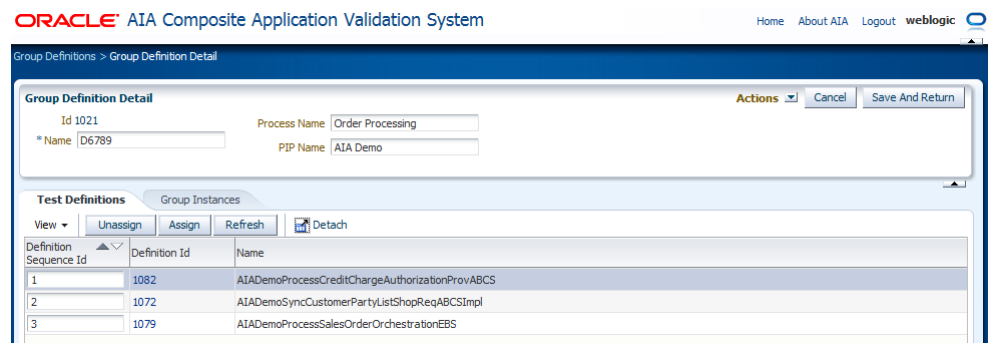 ORACLE AIA Composite Application Validation System
Home About AIA Logout weblogic
Group Definitions > Group Definition Detail
Group Definition Detail
Actions Cancel Save And Return
Id 1021
Process Name Order Processing
* Name D6789
PIP Name AIA Demo
Test Definitions Group Instances
View Unassign Assign Refresh Detach
Definition Sequence Id Definition Id Name
1 1082 AIADemoProcessCreditChargeAuthorizationProvABCS
2 1072 AIADemoSyncCustomerPartyListShopReqABCSImpl
3 1079 AIADemoProcessSalesOrderOrchestrationEBS